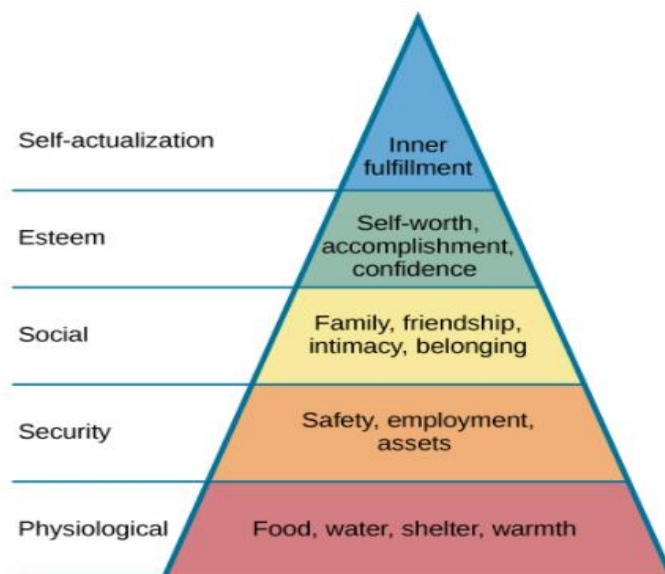 Self-actualization
Inner
fulfillment
Esteem
Self-worth,
accomplishment,
confidence
Social
Family, friendship,
intimacy, belonging
Security
Safety, employment,
assets
Physiological
Food, water, shelter, warmth